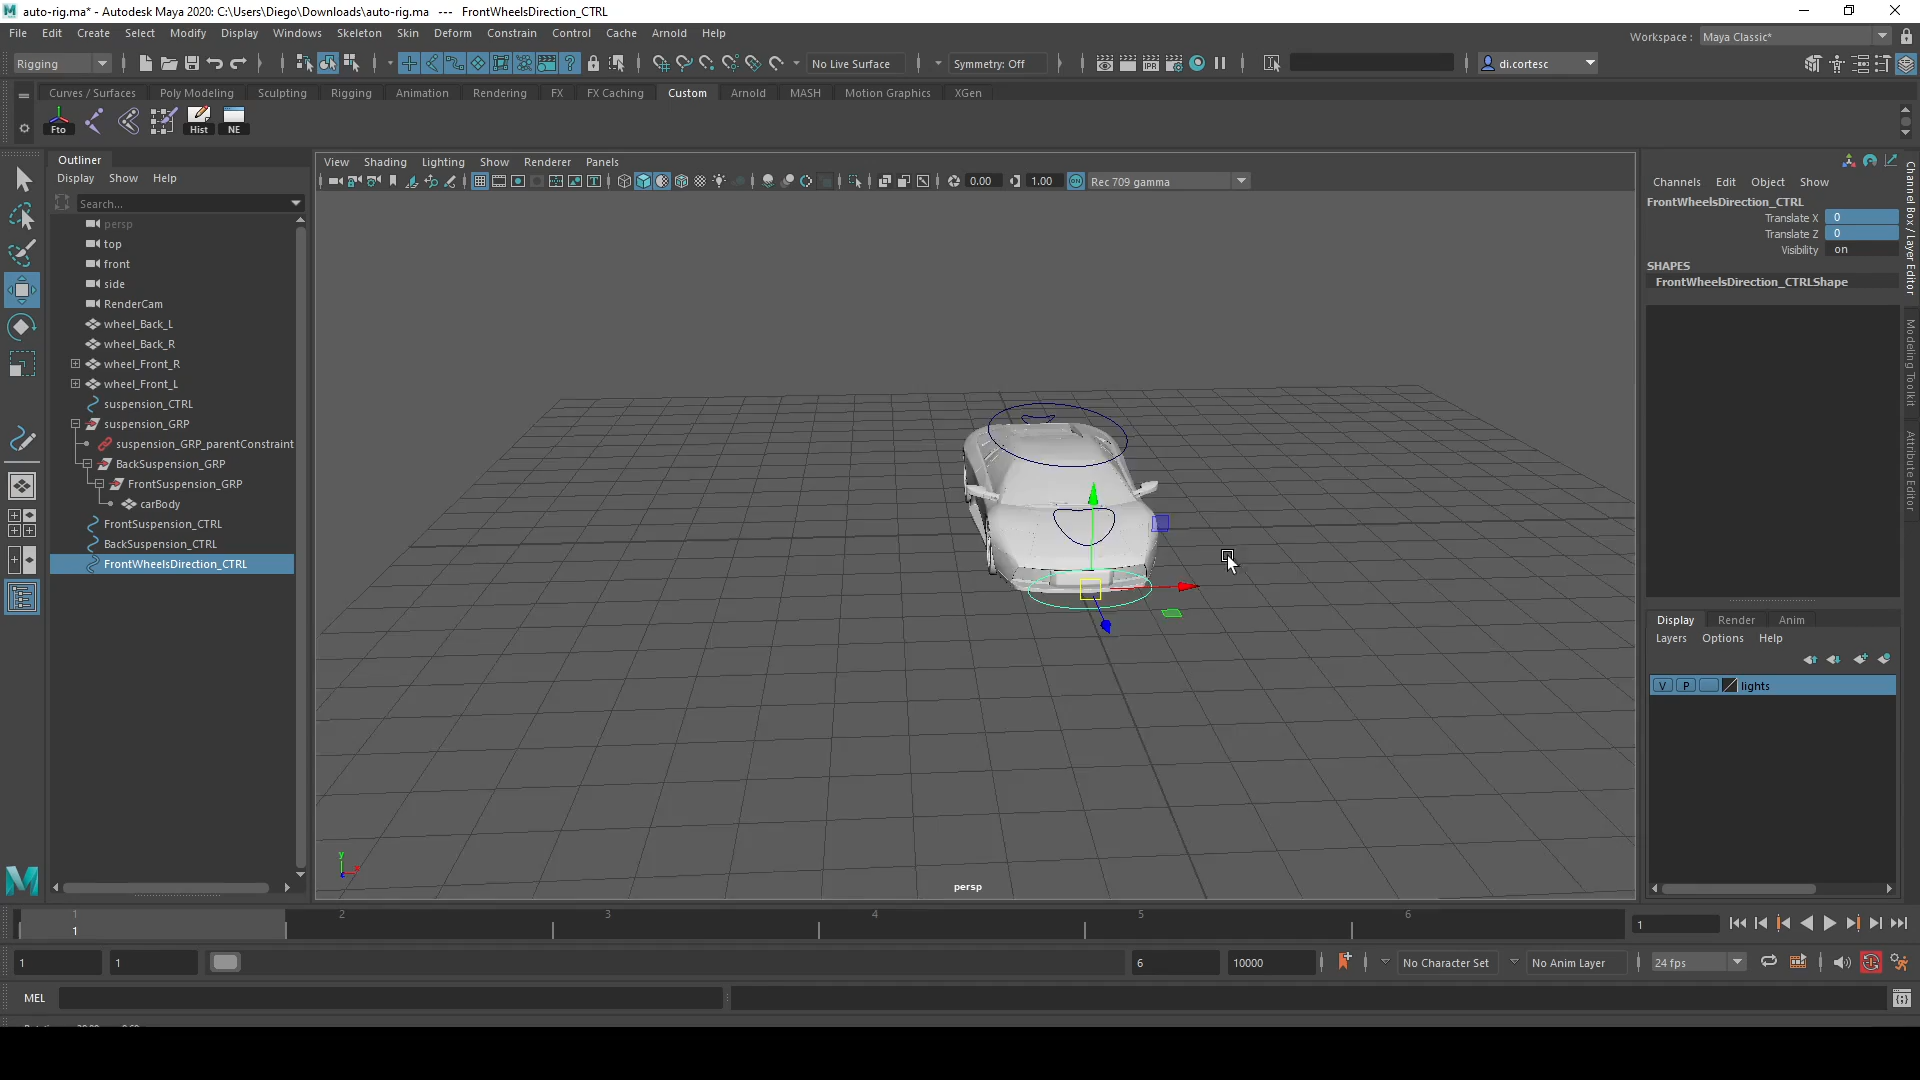 auto-rig.ma* - Autodesk Maya 2020: C:\Users\Diego\Downloads\auto-rig.ma --- FrontWheelsDirection_CTRL
File Edit Create Select Modify Display Windows Skeleton Skin Deform Constrain Control Cache Arnold Help
Workspace : Maya Classic*
Rigging No Live Surface Symmetry: Off di.cortesc
Curves / Surfaces Poly Modeling Sculpting Rigging Animation Rendering FX FX Caching Custom Arnold MASH Motion Graphics XGen
Fto Hist NE
Outliner
Display Show Help
Search...
persp
top
front
side
RenderCam
wheel_Back_L
wheel_Back_R
wheel_Front_R
wheel_Front_L
suspension_CTRL
suspension_GRP
suspension_GRP_parentConstraint
BackSuspension_GRP
FrontSuspension_GRP
carBody
FrontSuspension_CTRL
BackSuspension_CTRL
FrontWheelsDirection_CTRL
View Shading Lighting Show Renderer Panels
0.00 1.00 ON Rec 709 gamma
y
persp
Channels Edit Object Show
FrontWheelsDirection_CTRL
Translate X 0
Translate Z 0
Visibility on
SHAPES
FrontWheelsDirection_CTRLShape
Channel Box / Layer Editor
Modeling Toolkit
Attribute Editor
Display Render Anim
Layers Options Help
V P lights
1 2 3 4 5 6
1
1
1 1 6 10000 No Character Set No Anim Layer 24 fps
MEL